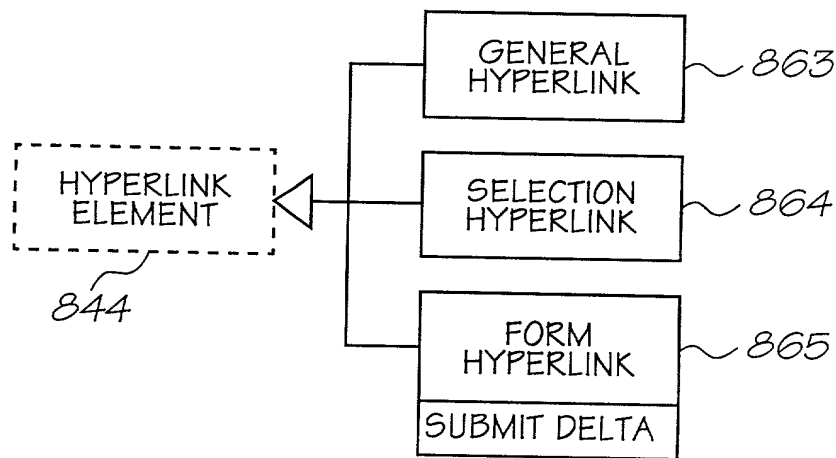 GENERAL
HYPERLINK
863
HYPERLINK
ELEMENT
844
SELECTION
HYPERLINK
864
FORM
HYPERLINK
865
SUBMIT DELTA